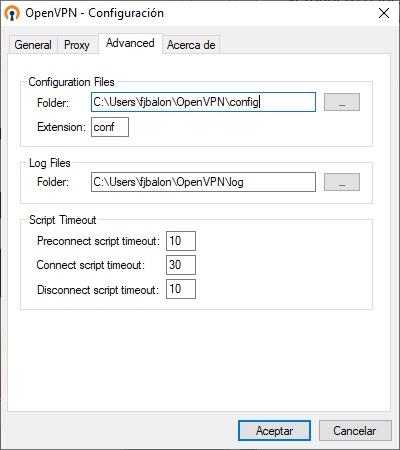 OpenVPN - Configuración
General Proxy Advanced Acerca de
Configuration Files
Folder: C:\Users\fjbalon\OpenVPN\config ...
Extension: conf
Log Files
Folder: C:\Users\fjbalon\OpenVPN\log ...
Script Timeout
Preconnect script timeout: 10
Connect script timeout: 30
Disconnect script timeout: 10
Aceptar Cancelar